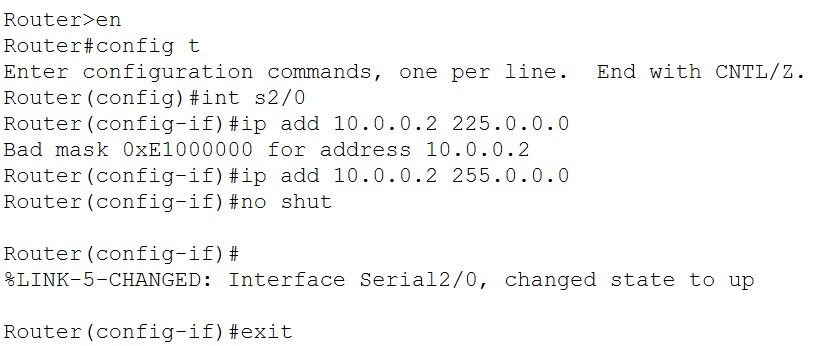 Router>en
Router#config t
Enter configuration commands, one per line.  End with CNTL/Z.
Router(config)#int s2/0
Router(config-if)#ip add 10.0.0.2 225.0.0.0
Bad mask 0xE1000000 for address 10.0.0.2
Router(config-if)#ip add 10.0.0.2 255.0.0.0
Router(config-if)#no shut
Router(config-if)#
%LINK-5-CHANGED: Interface Serial2/0, changed state to up
Router(config-if)#exit